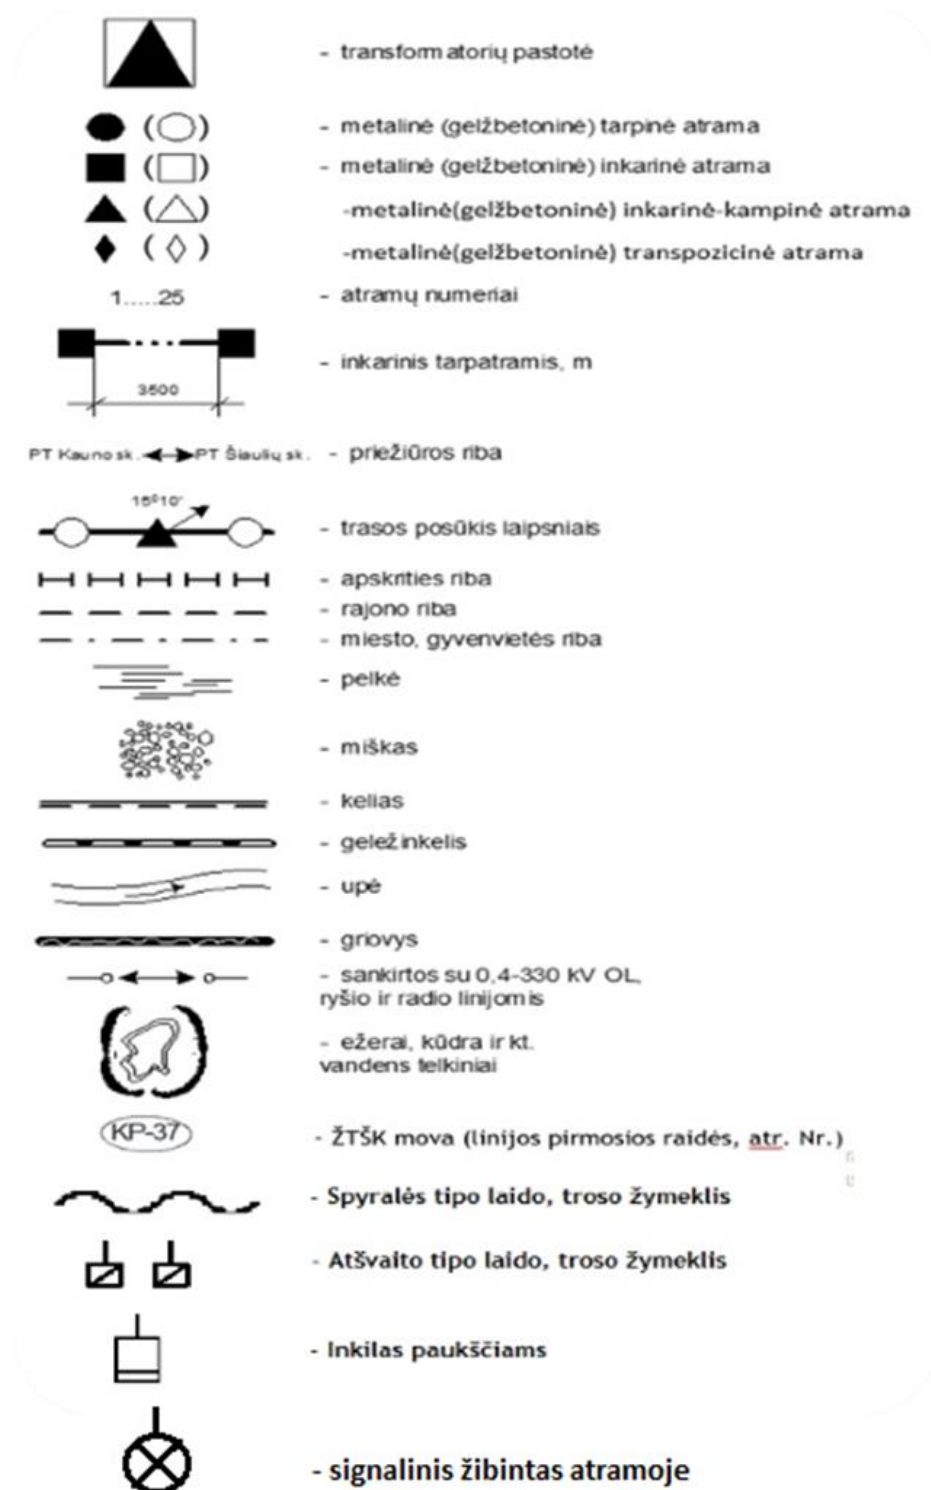 - transformatorių pastotė
- metalinė (gelžbetoninė) tarpinė atrama
- metalinė (gelžbetoninė) inkarinė atrama
-metalinė(gelžbetoninė) inkarinė-kampinė atrama
-metalinė(gelžbetoninė) transpozicinė atrama
1.....25 - atramų numeriai
- inkarinis tarpatramis, m
3500
PT Kauno sk. PT Šiaulių sk. - priežiūros riba
15º10'
- trasos posūkis laipsniais
- apskrities riba
- rajono riba
- miesto, gyvenvietės riba
- pelkė
- miškas
- kelias
- geležinkelis
- upė
- griovys
- sankirtos su 0,4-330 kV OL,
ryšio ir radio linijomis
- ežerai, kūdra ir kt.
vandens telkiniai
KP-37 - ŽTŠK mova (linijos pirmosios raidės, atr. Nr.)
- Spyralės tipo laido, troso žymeklis
- Atšvaito tipo laido, troso žymeklis
- Inkilas paukščiams
- signalinis žibintas atramoje